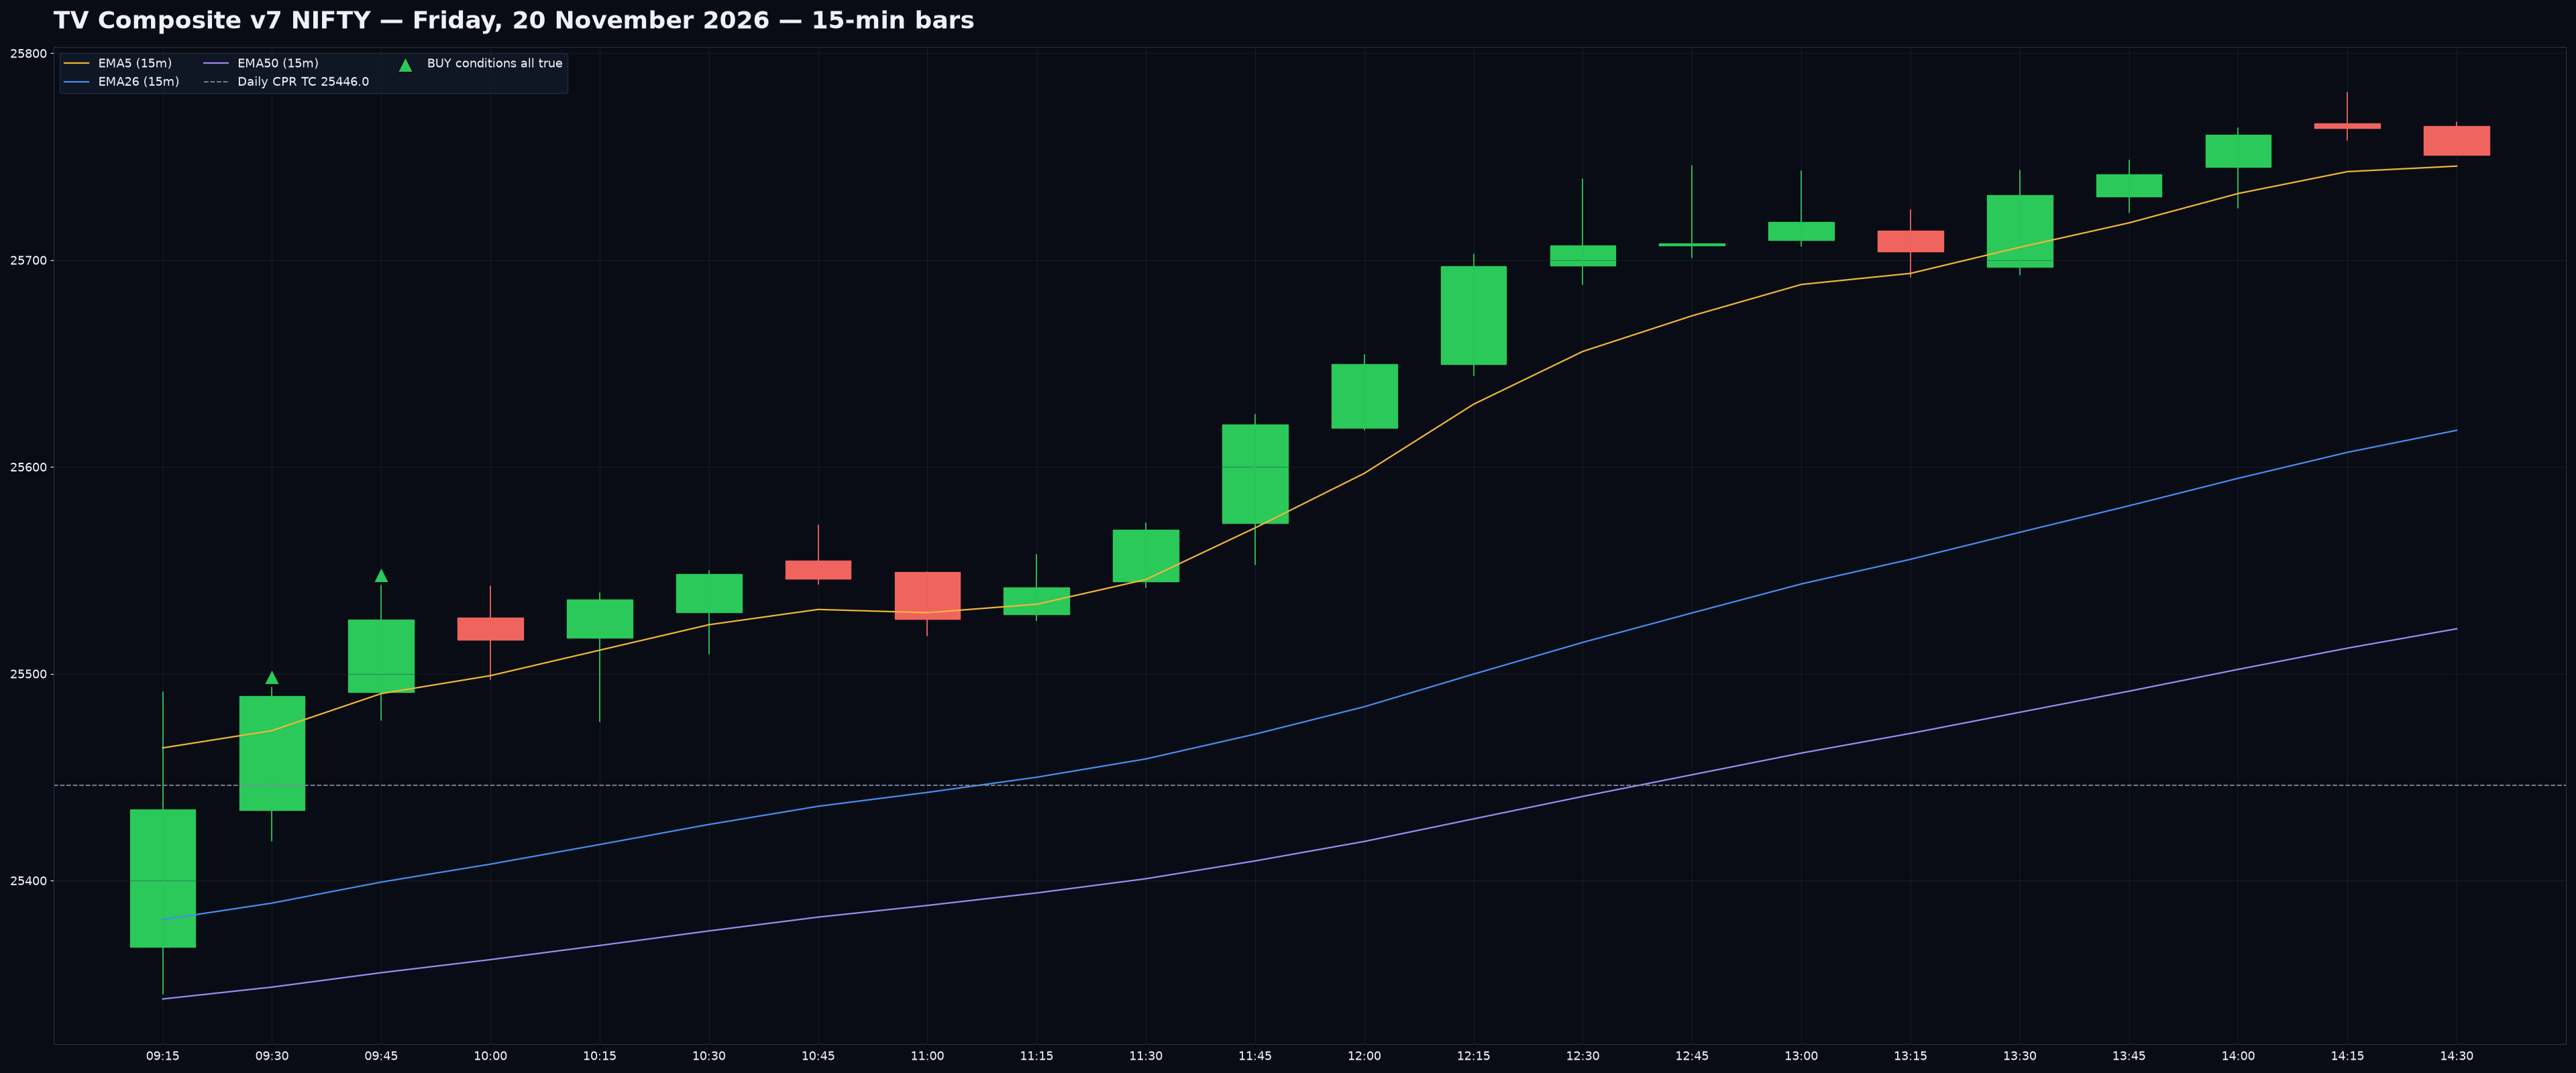 TV Composite v7 NIFTY — Friday, 20 November 2026 — 15-min bars
EMA5 (15m)
EMA26 (15m)
EMA50 (15m)
Daily CPR TC 25446.0
BUY conditions all true
25800
25700
25600
25500
25400
09:15 09:30 09:45 10:00 10:15 10:30 10:45 11:00 11:15 11:30 11:45 12:00 12:15 12:30 12:45 13:00 13:15 13:30 13:45 14:00 14:15 14:30